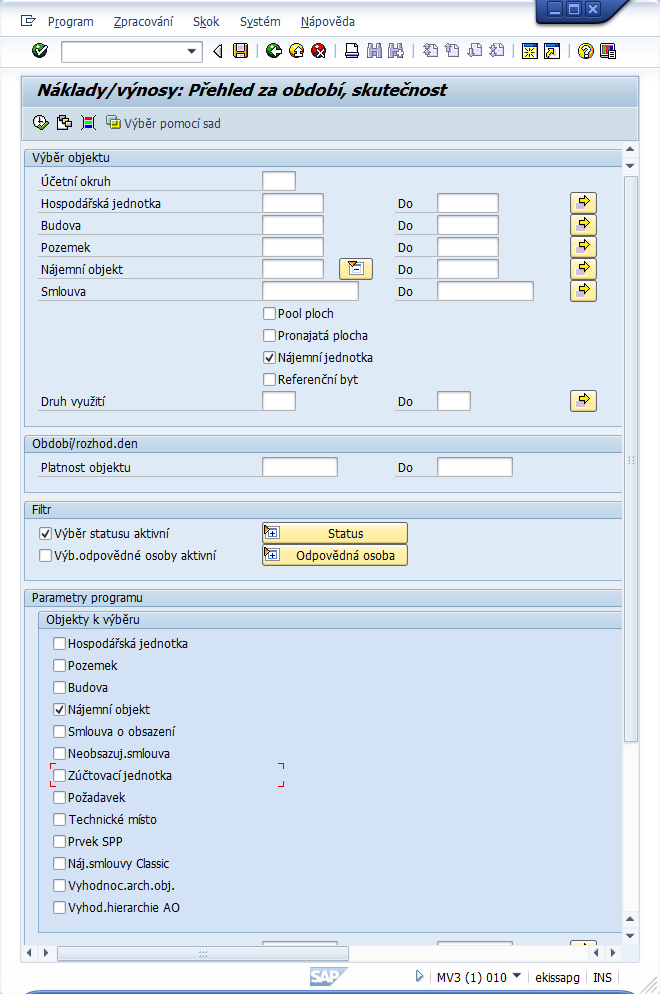 Program Zpracování Skok Systém Nápověda
Náklady/výnosy: Přehled za období, skutečnost
Výběr pomocí sad
Výběr objektu
Účetní okruh
Hospodářská jednotka Do
Budova Do
Pozemek Do
Nájemní objekt Do
Smlouva Do
Pool ploch
Pronajatá plocha
Nájemní jednotka
Referenční byt
Druh využití Do
Období/rozhod.den
Platnost objektu Do
Filtr
Výběr statusu aktivní Status
Výb.odpovědné osoby aktivní Odpovědná osoba
Parametry programu
Objekty k výběru
Hospodářská jednotka
Pozemek
Budova
Nájemní objekt
Smlouva o obsazení
Neobsazuj.smlouva
Zúčtovací jednotka
Požadavek
Technické místo
Prvek SPP
Náj.smlouvy Classic
Vyhodnoc.arch.obj.
Vyhod.hierarchie AO
SAP MV3 (1) 010 ekissapg INS